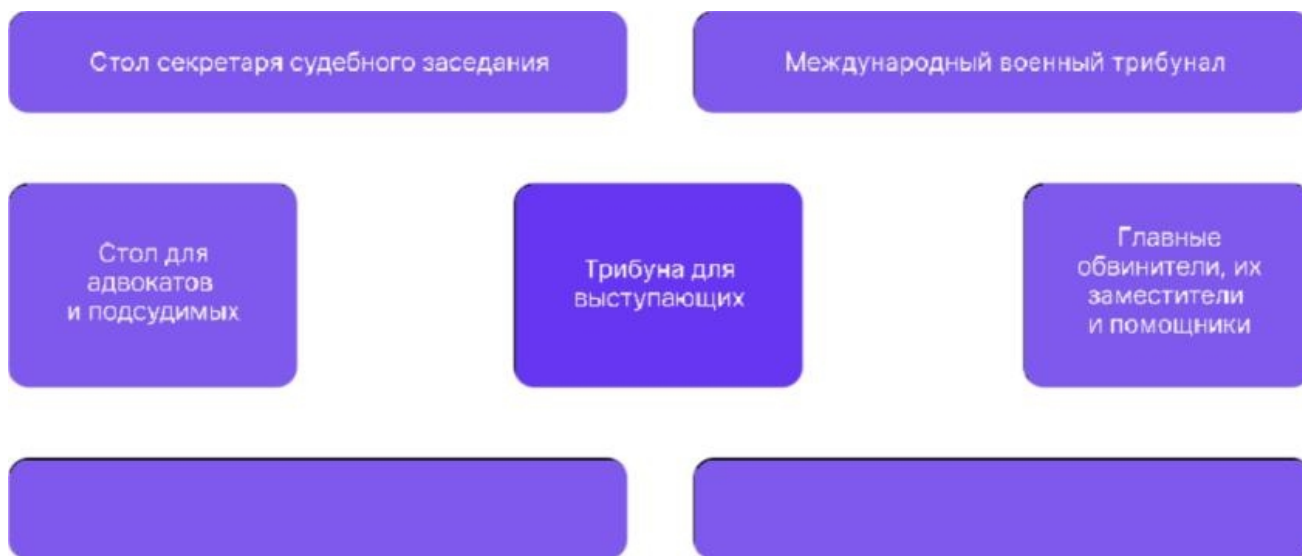 Стол секретаря судебного заседания
Международный военный трибунал
Стол для
адвокатов
и подсудимых
Трибуна для
выступающих
Главные
обвинители, их
заместители
и помощники